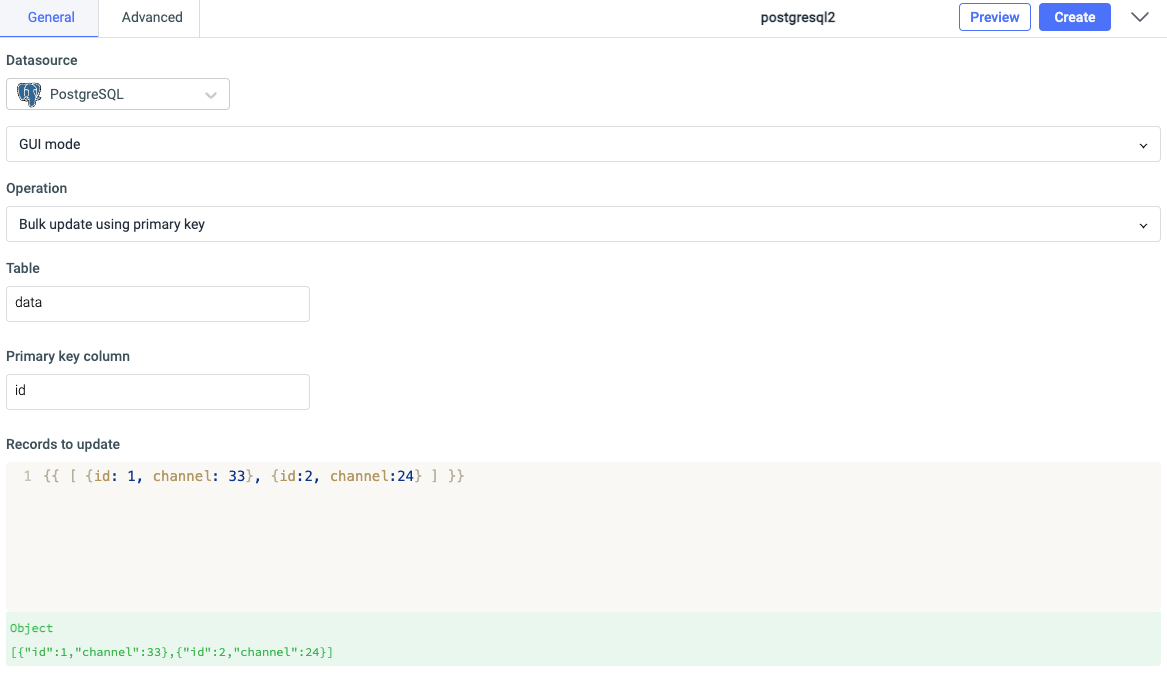 General Advanced postgresql2 Preview Create
Datasource
PostgreSQL
GUI mode
Operation
Bulk update using primary key
Table
data
Primary key column
id
Records to update
1 {{ [ {id: 1, channel: 33}, {id:2, channel:24} ] }}
Object
[{"id":1,"channel":33},{"id":2,"channel":24}]